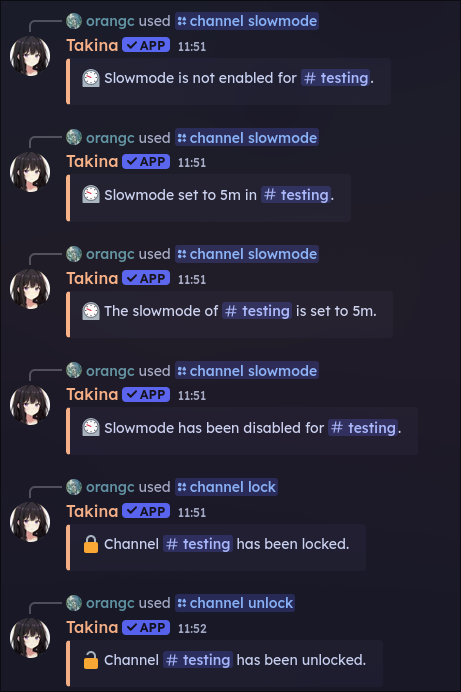 orangc used channel slowmode
Takina ✓ APP 11:51
Slowmode is not enabled for # testing.
orangc used channel slowmode
Takina ✓ APP 11:51
Slowmode set to 5m in # testing.
orangc used channel slowmode
Takina ✓ APP 11:51
The slowmode of # testing is set to 5m.
orangc used channel slowmode
Takina ✓ APP 11:51
Slowmode has been disabled for # testing.
orangc used channel lock
Takina ✓ APP 11:51
Channel # testing has been locked.
orangc used channel unlock
Takina ✓ APP 11:52
Channel # testing has been unlocked.